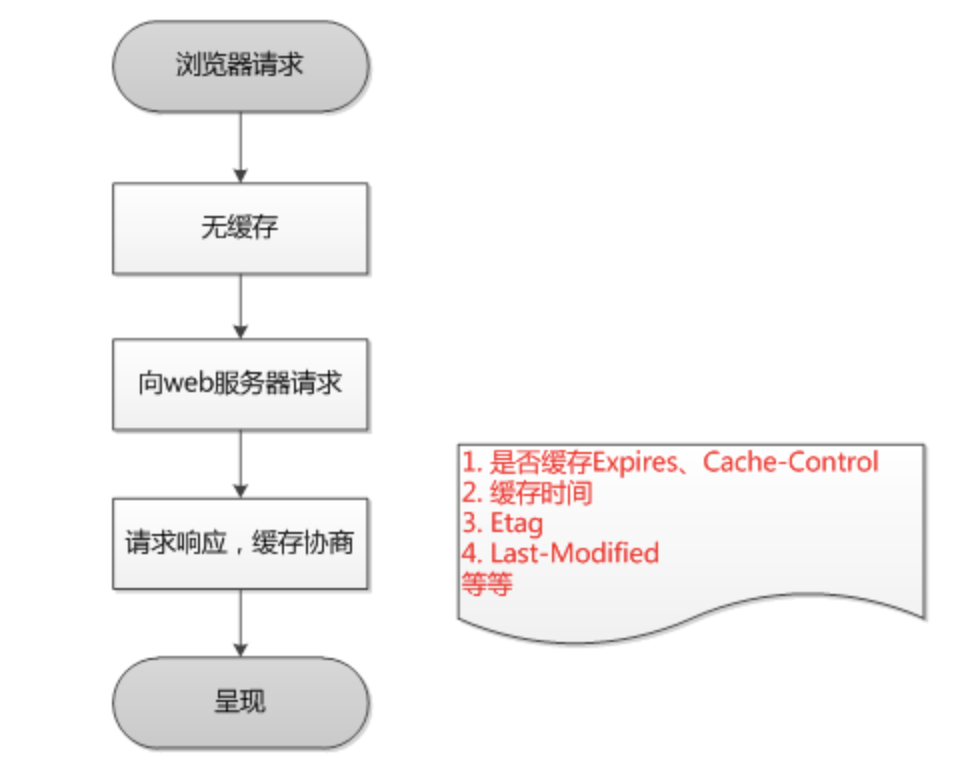 浏览器请求
无缓存
向web服务器请求
请求响应，缓存协商
呈现
1. 是否缓存Expires、Cache-Control
2. 缓存时间
3. Etag
4. Last-Modified
等等